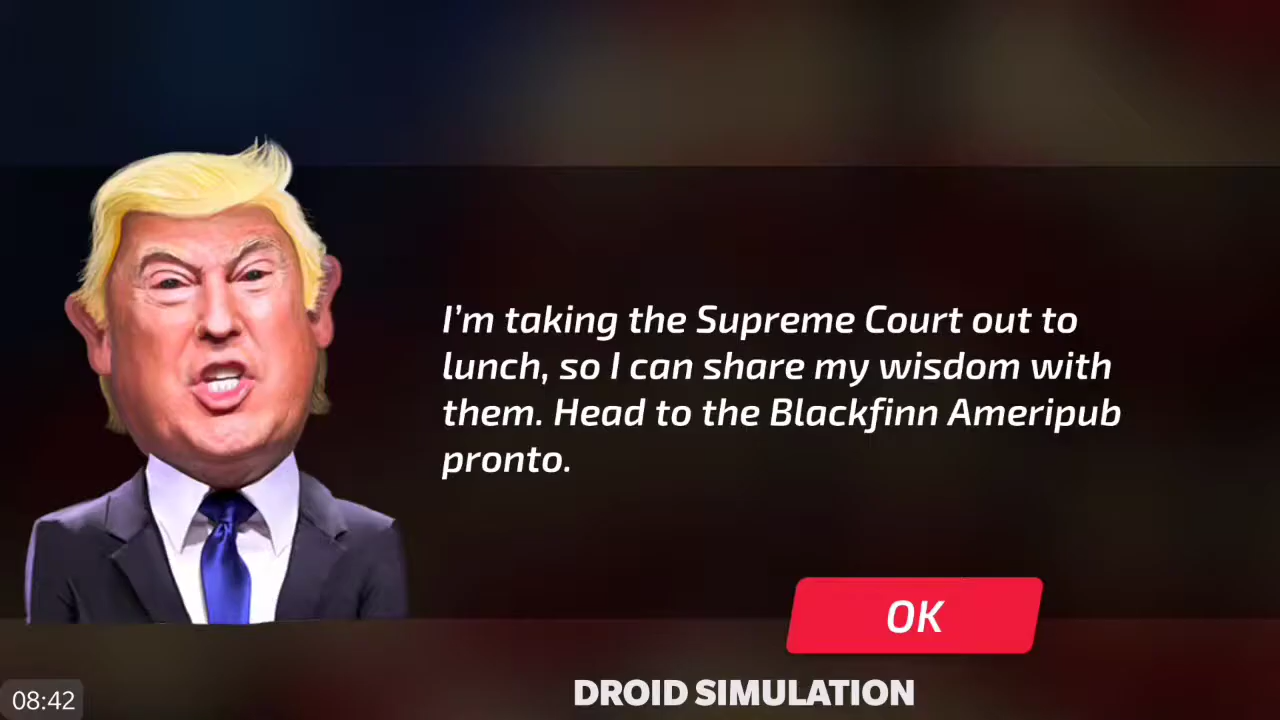 I'm taking the Supreme Court out to
lunch, so I can share my wisdom with
them. Head to the Blackfinn Ameripub
pronto.
OK
08:42
DROID SIMULATION